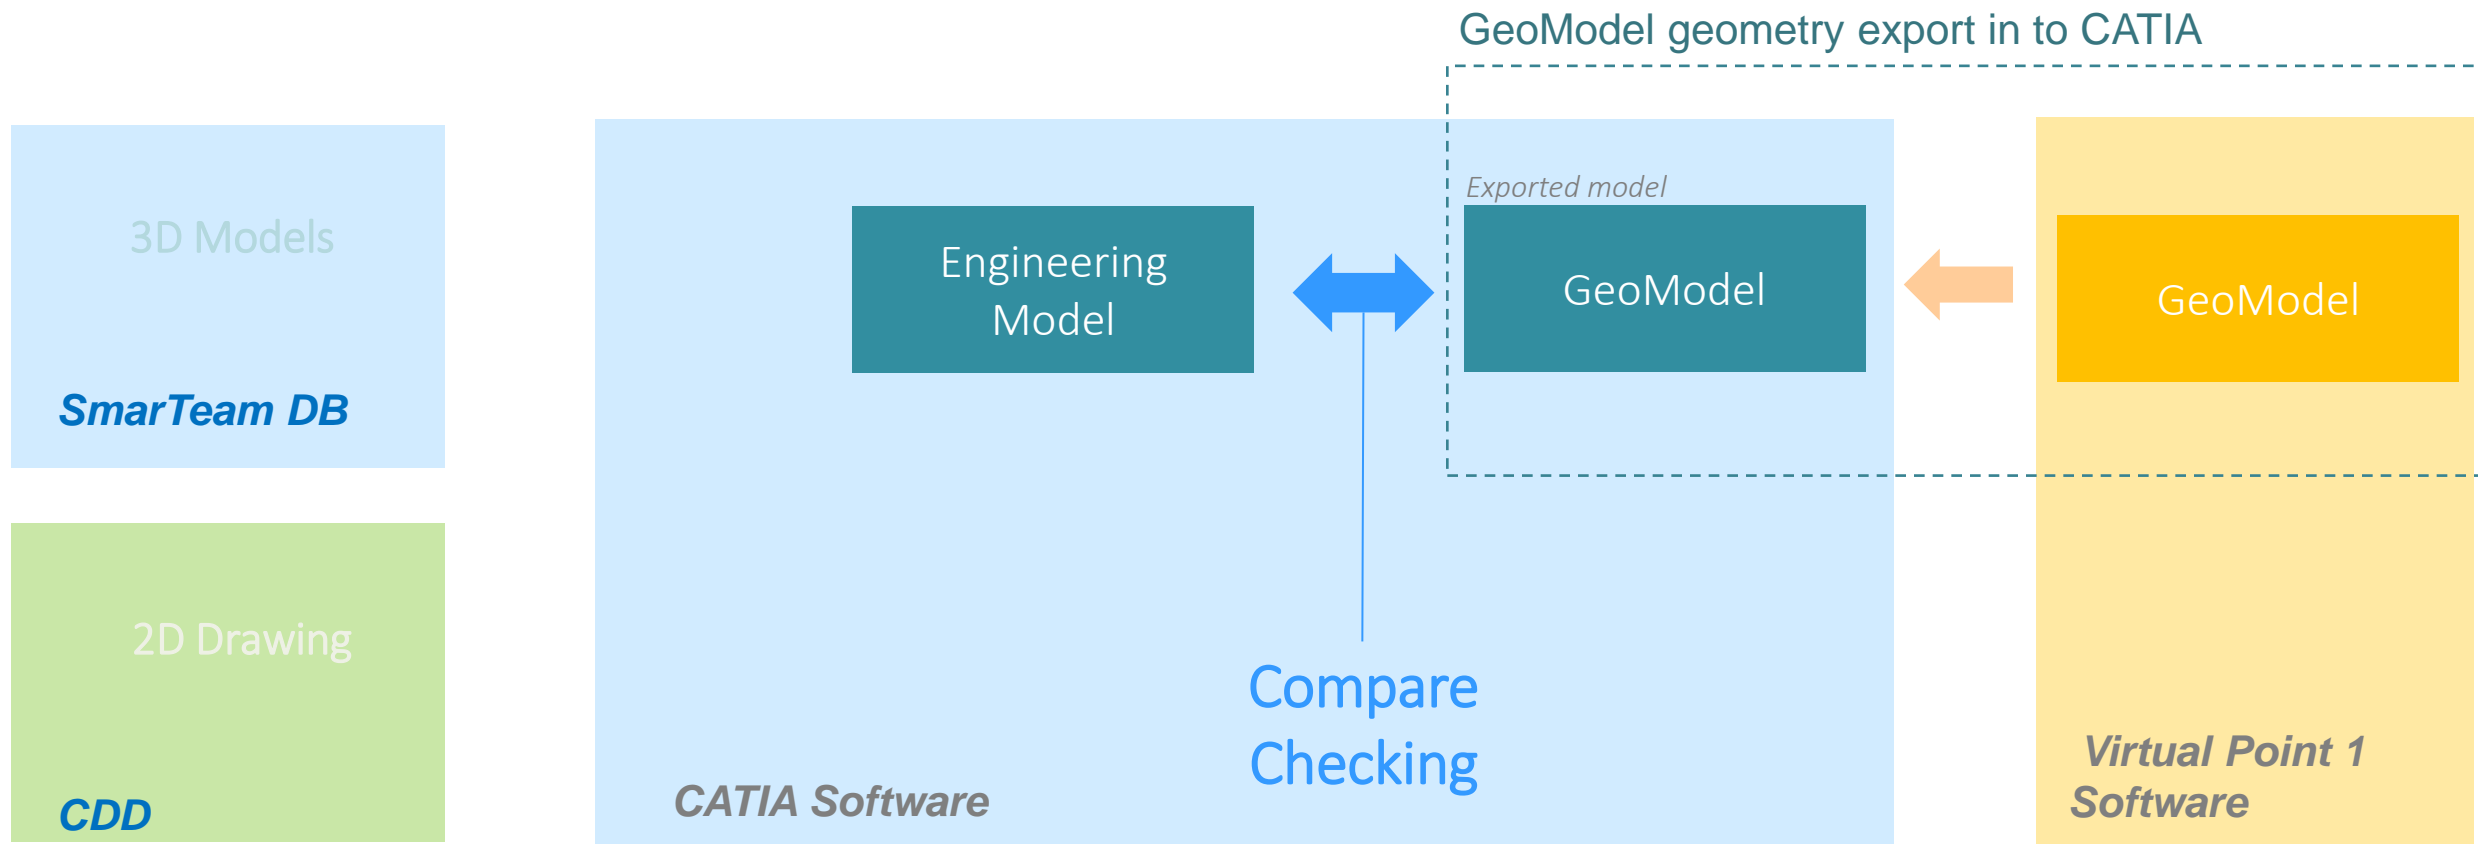 GeoModel geometry export in to CATIA
3D Models
SmarTeam DB
2D Drawing
CDD
Engineering
Model
Exported model
GeoModel
Compare
Checking
CATIA Software
GeoModel
Virtual Point 1
Software